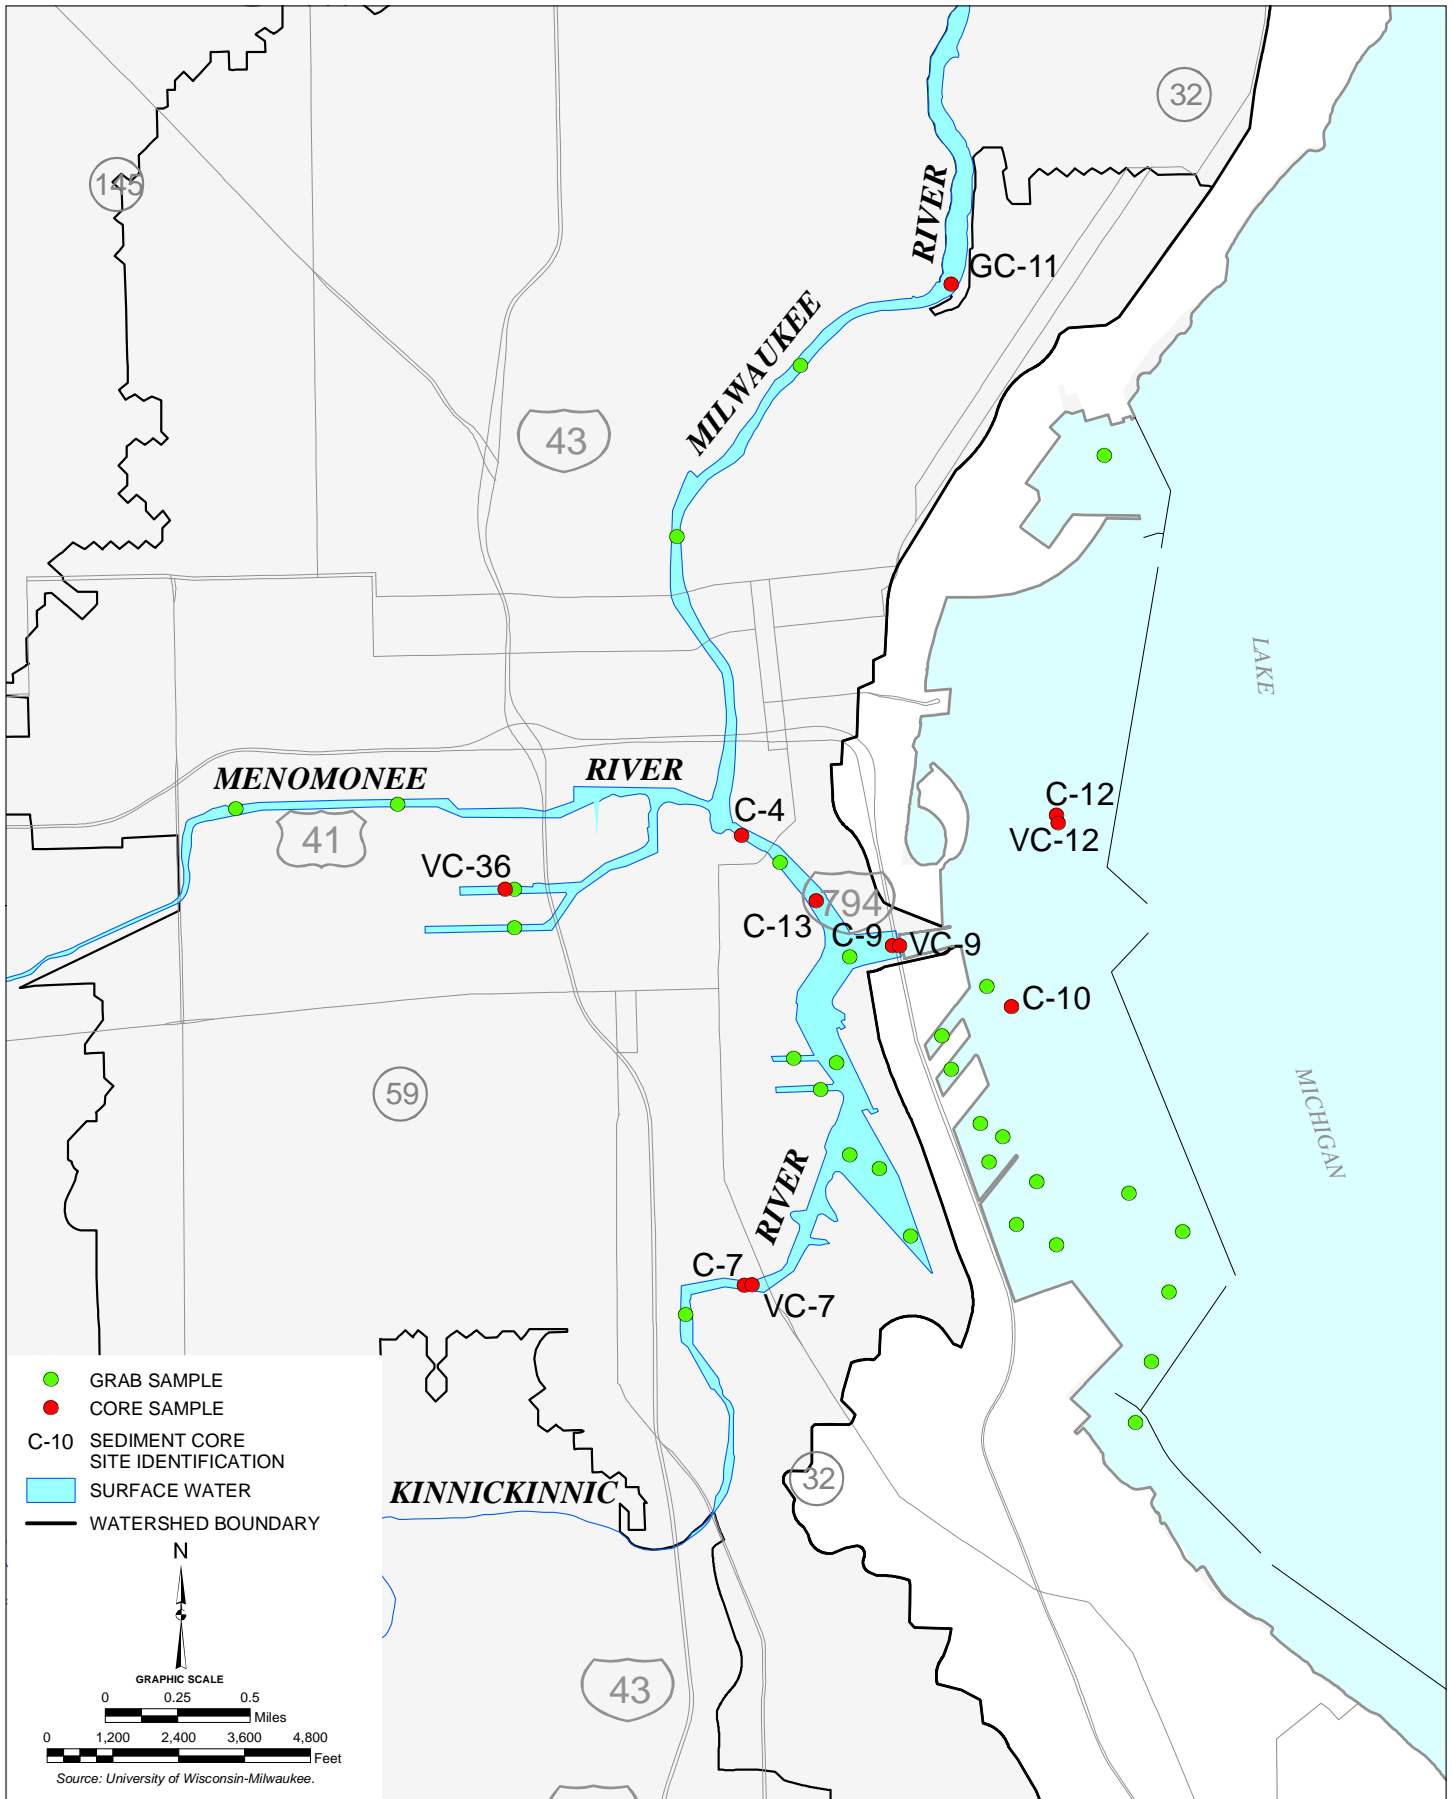 32
145
RIVER
GC-11
MILWAUKEE
43
LAKE
MENOMONEE
RIVER
C-12
C-4
VC-12
41
VC-36
794
C-13
C-9
VC-9
C-10
59
MICHIGAN
RIVER
C-7
VC-7
GRAB SAMPLE
CORE SAMPLE
C-10
SEDIMENT CORE
SITE IDENTIFICATION
SURFACE WATER
WATERSHED BOUNDARY
KINNICKINNIC
32
N
GRAPHIC SCALE
0 0.25 0.5
Miles
0 1,200 2,400 3,600 4,800
Feet
Source: University of Wisconsin-Milwaukee.
43